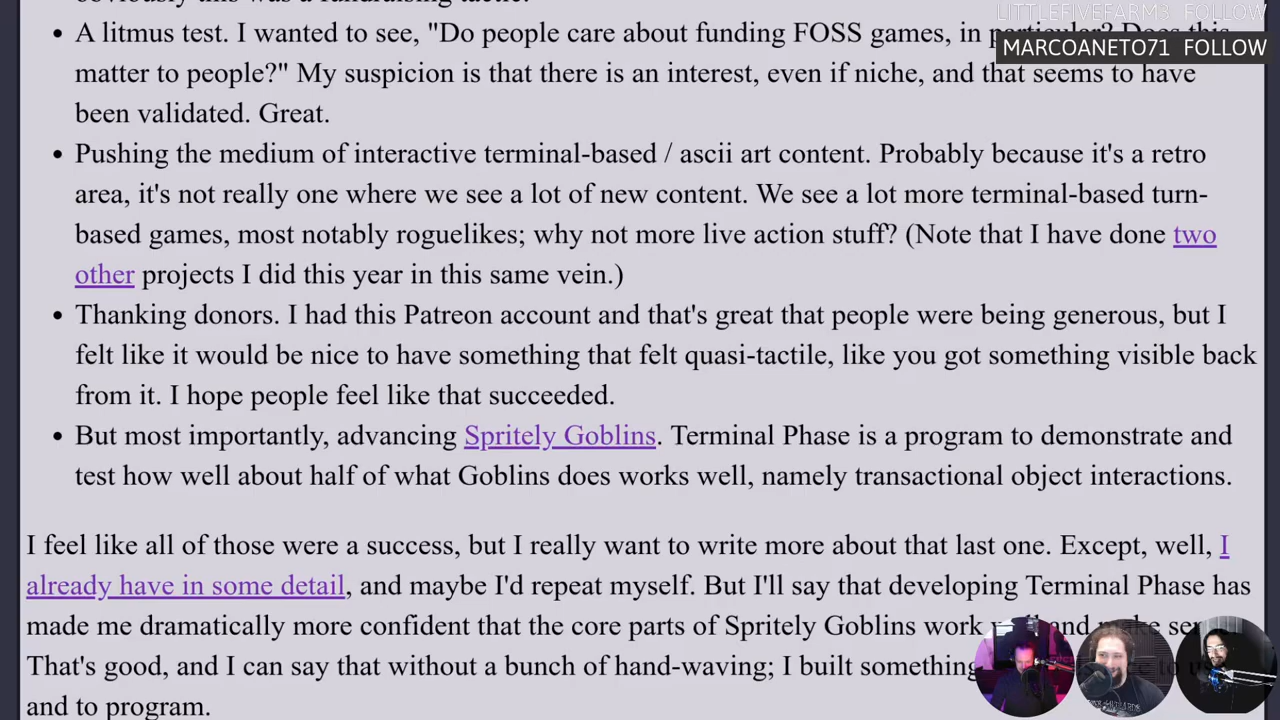 obviously this was a fundraising tactic.
LITTLEFIVEFARM3 FOLLOW
• A litmus test. I wanted to see, "Do people care about funding FOSS games, in particular? Does this
MARCOANETO71 FOLLOW
matter to people?" My suspicion is that there is an interest, even if niche, and that seems to have
been validated. Great.
• Pushing the medium of interactive terminal-based / ascii art content. Probably because it's a retro
area, it's not really one where we see a lot of new content. We see a lot more terminal-based turn-
based games, most notably roguelikes; why not more live action stuff? (Note that I have done two
other projects I did this year in this same vein.)
• Thanking donors. I had this Patreon account and that's great that people were being generous, but I
felt like it would be nice to have something that felt quasi-tactile, like you got something visible back
from it. I hope people feel like that succeeded.
• But most importantly, advancing Spritely Goblins. Terminal Phase is a program to demonstrate and
test how well about half of what Goblins does works well, namely transactional object interactions.
I feel like all of those were a success, but I really want to write more about that last one. Except, well, I
already have in some detail, and maybe I'd repeat myself. But I'll say that developing Terminal Phase has
made me dramatically more confident that the core parts of Spritely Goblins work and
That's good, and I can say that without a bunch of hand-waving; I built something
and to program.